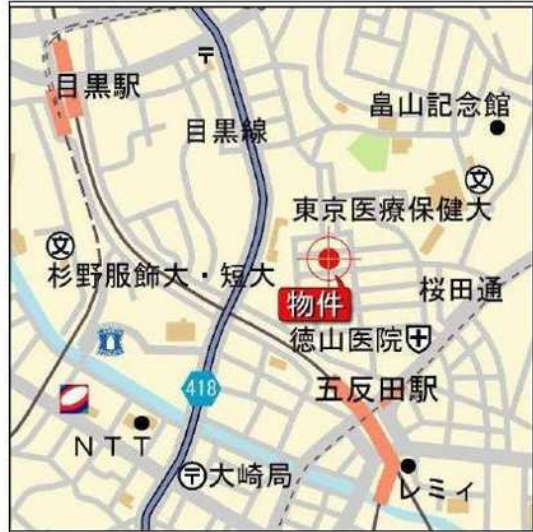 目黒駅
目黒線
畠山記念館
文
東京医療保健大
文
杉野服飾大・短大
桜田通
物件
徳山医院
418
五反田駅
NTT
〒大崎局
レミィ